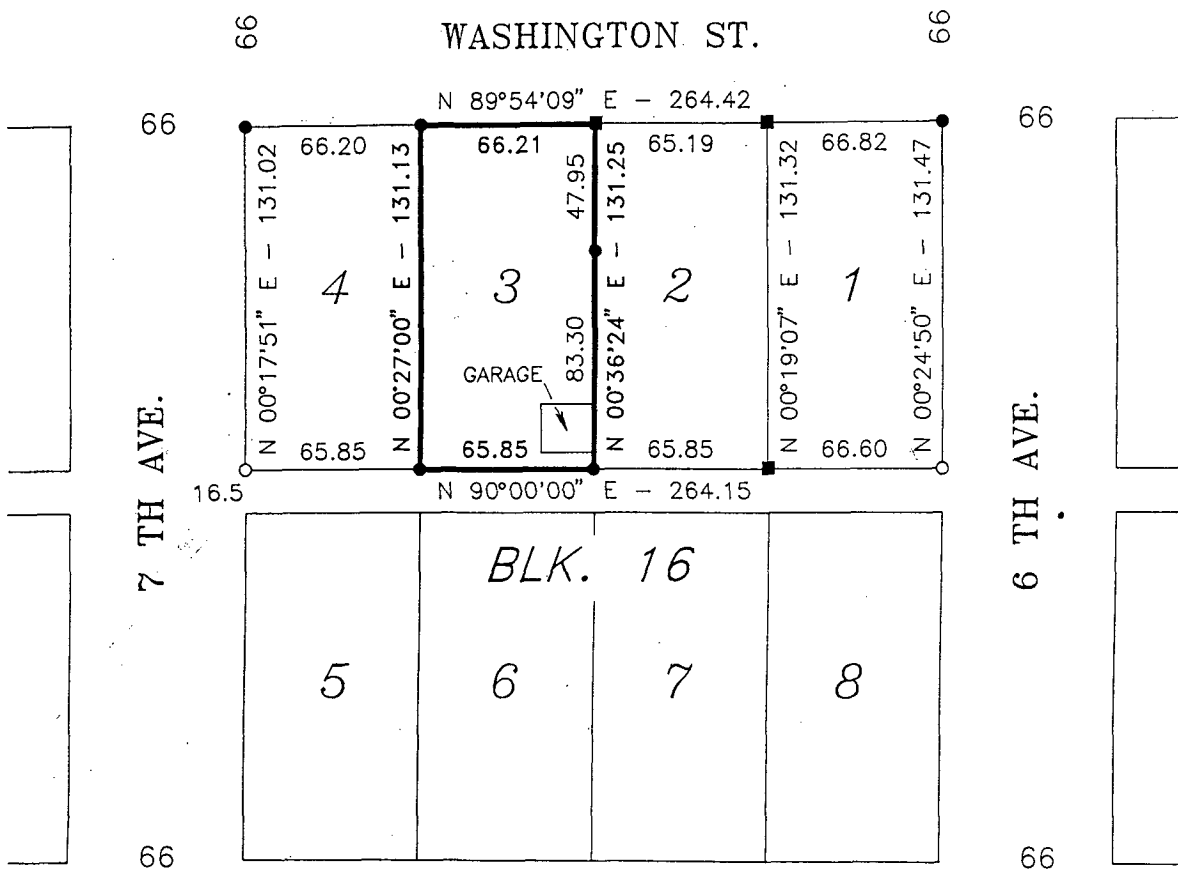 66
WASHINGTON ST.
66
N 89°54'09" E - 264.42
66
66
66.20
66.21
65.19
66.82
N 00°17'51" E - 131.02
N 00°27'00" E - 131.13
47.95
N 00°36'24" E - 131.25
N 00°19'07" E - 131.32
N 00°24'50" E - 131.47
4
3
2
1
83.30
GARAGE
65.85
65.85
65.85
66.60
7 TH AVE.
6 TH AVE.
16.5
N 90°00'00" E - 264.15
BLK. 16
5
6
7
8
66
66